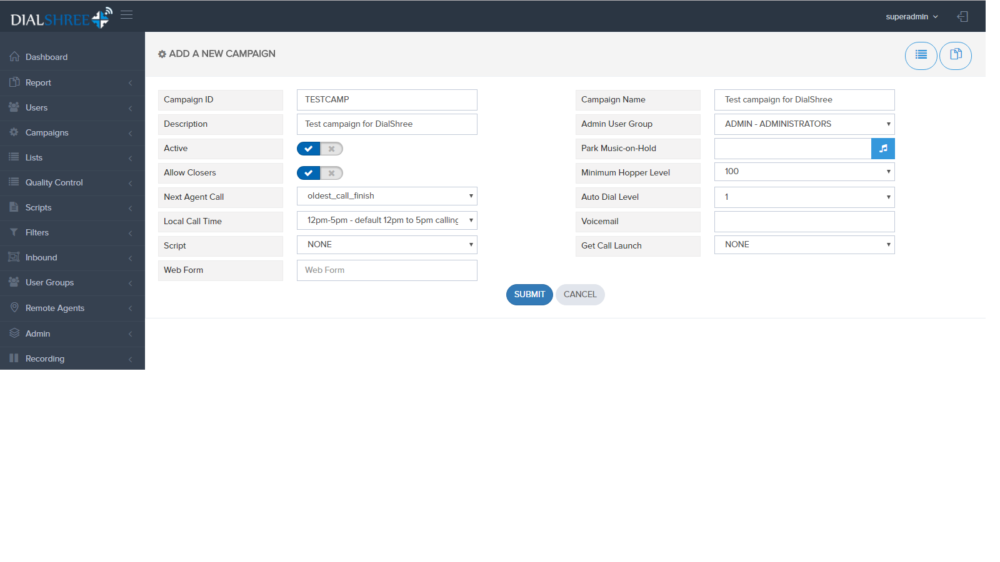 DIALSHREE
superadmin
Dashboard
Report
Users
Campaigns
Lists
Quality Control
Scripts
Filters
Inbound
User Groups
Remote Agents
Admin
Recording
ADD A NEW CAMPAIGN
Campaign ID TESTCAMP Campaign Name Test campaign for DialShree
Description Test campaign for DialShree Admin User Group ADMIN - ADMINISTRATORS
Active Park Music-on-Hold
Allow Closers Minimum Hopper Level 100
Next Agent Call oldest_call_finish Auto Dial Level 1
Local Call Time 12pm-5pm - default 12pm to 5pm calling Voicemail
Script NONE Get Call Launch NONE
Web Form Web Form
SUBMIT CANCEL